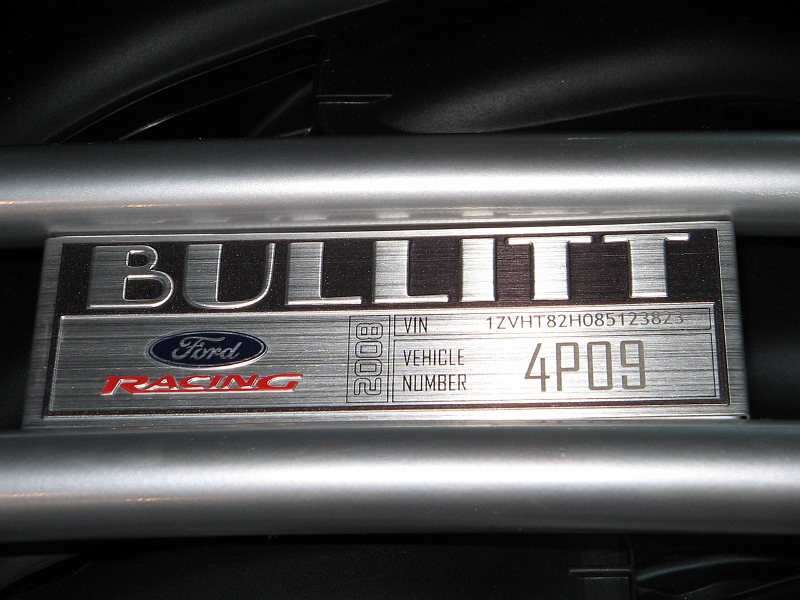 BULLITT
Ford
RACING
2008
VIN 1ZVHT82H085123823
VEHICLE
NUMBER
4P09